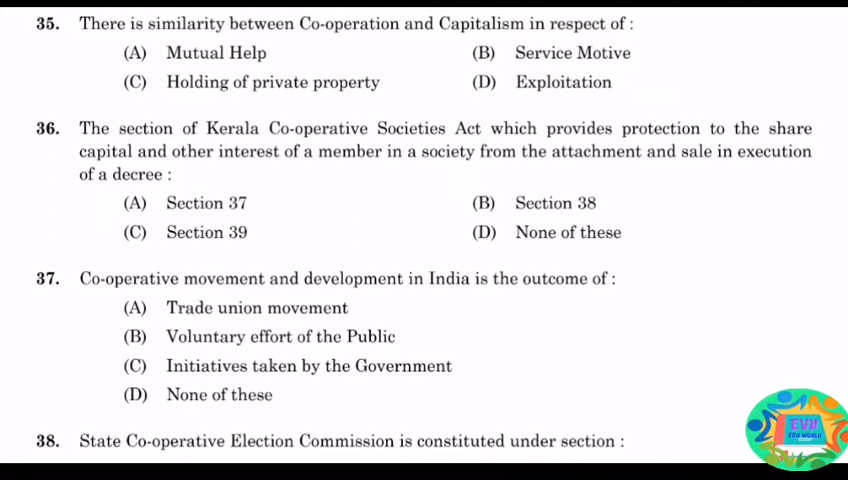 35. There is similarity between Co-operation and Capitalism in respect of :
(A) Mutual Help (B) Service Motive
(C) Holding of private property (D) Exploitation
36. The section of Kerala Co-operative Societies Act which provides protection to the share
capital and other interest of a member in a society from the attachment and sale in execution
of a decree :
(A) Section 37 (B) Section 38
(C) Section 39 (D) None of these
37. Co-operative movement and development in India is the outcome of :
(A) Trade union movement
(B) Voluntary effort of the Public
(C) Initiatives taken by the Government
(D) None of these
38. State Co-operative Election Commission is constituted under section :